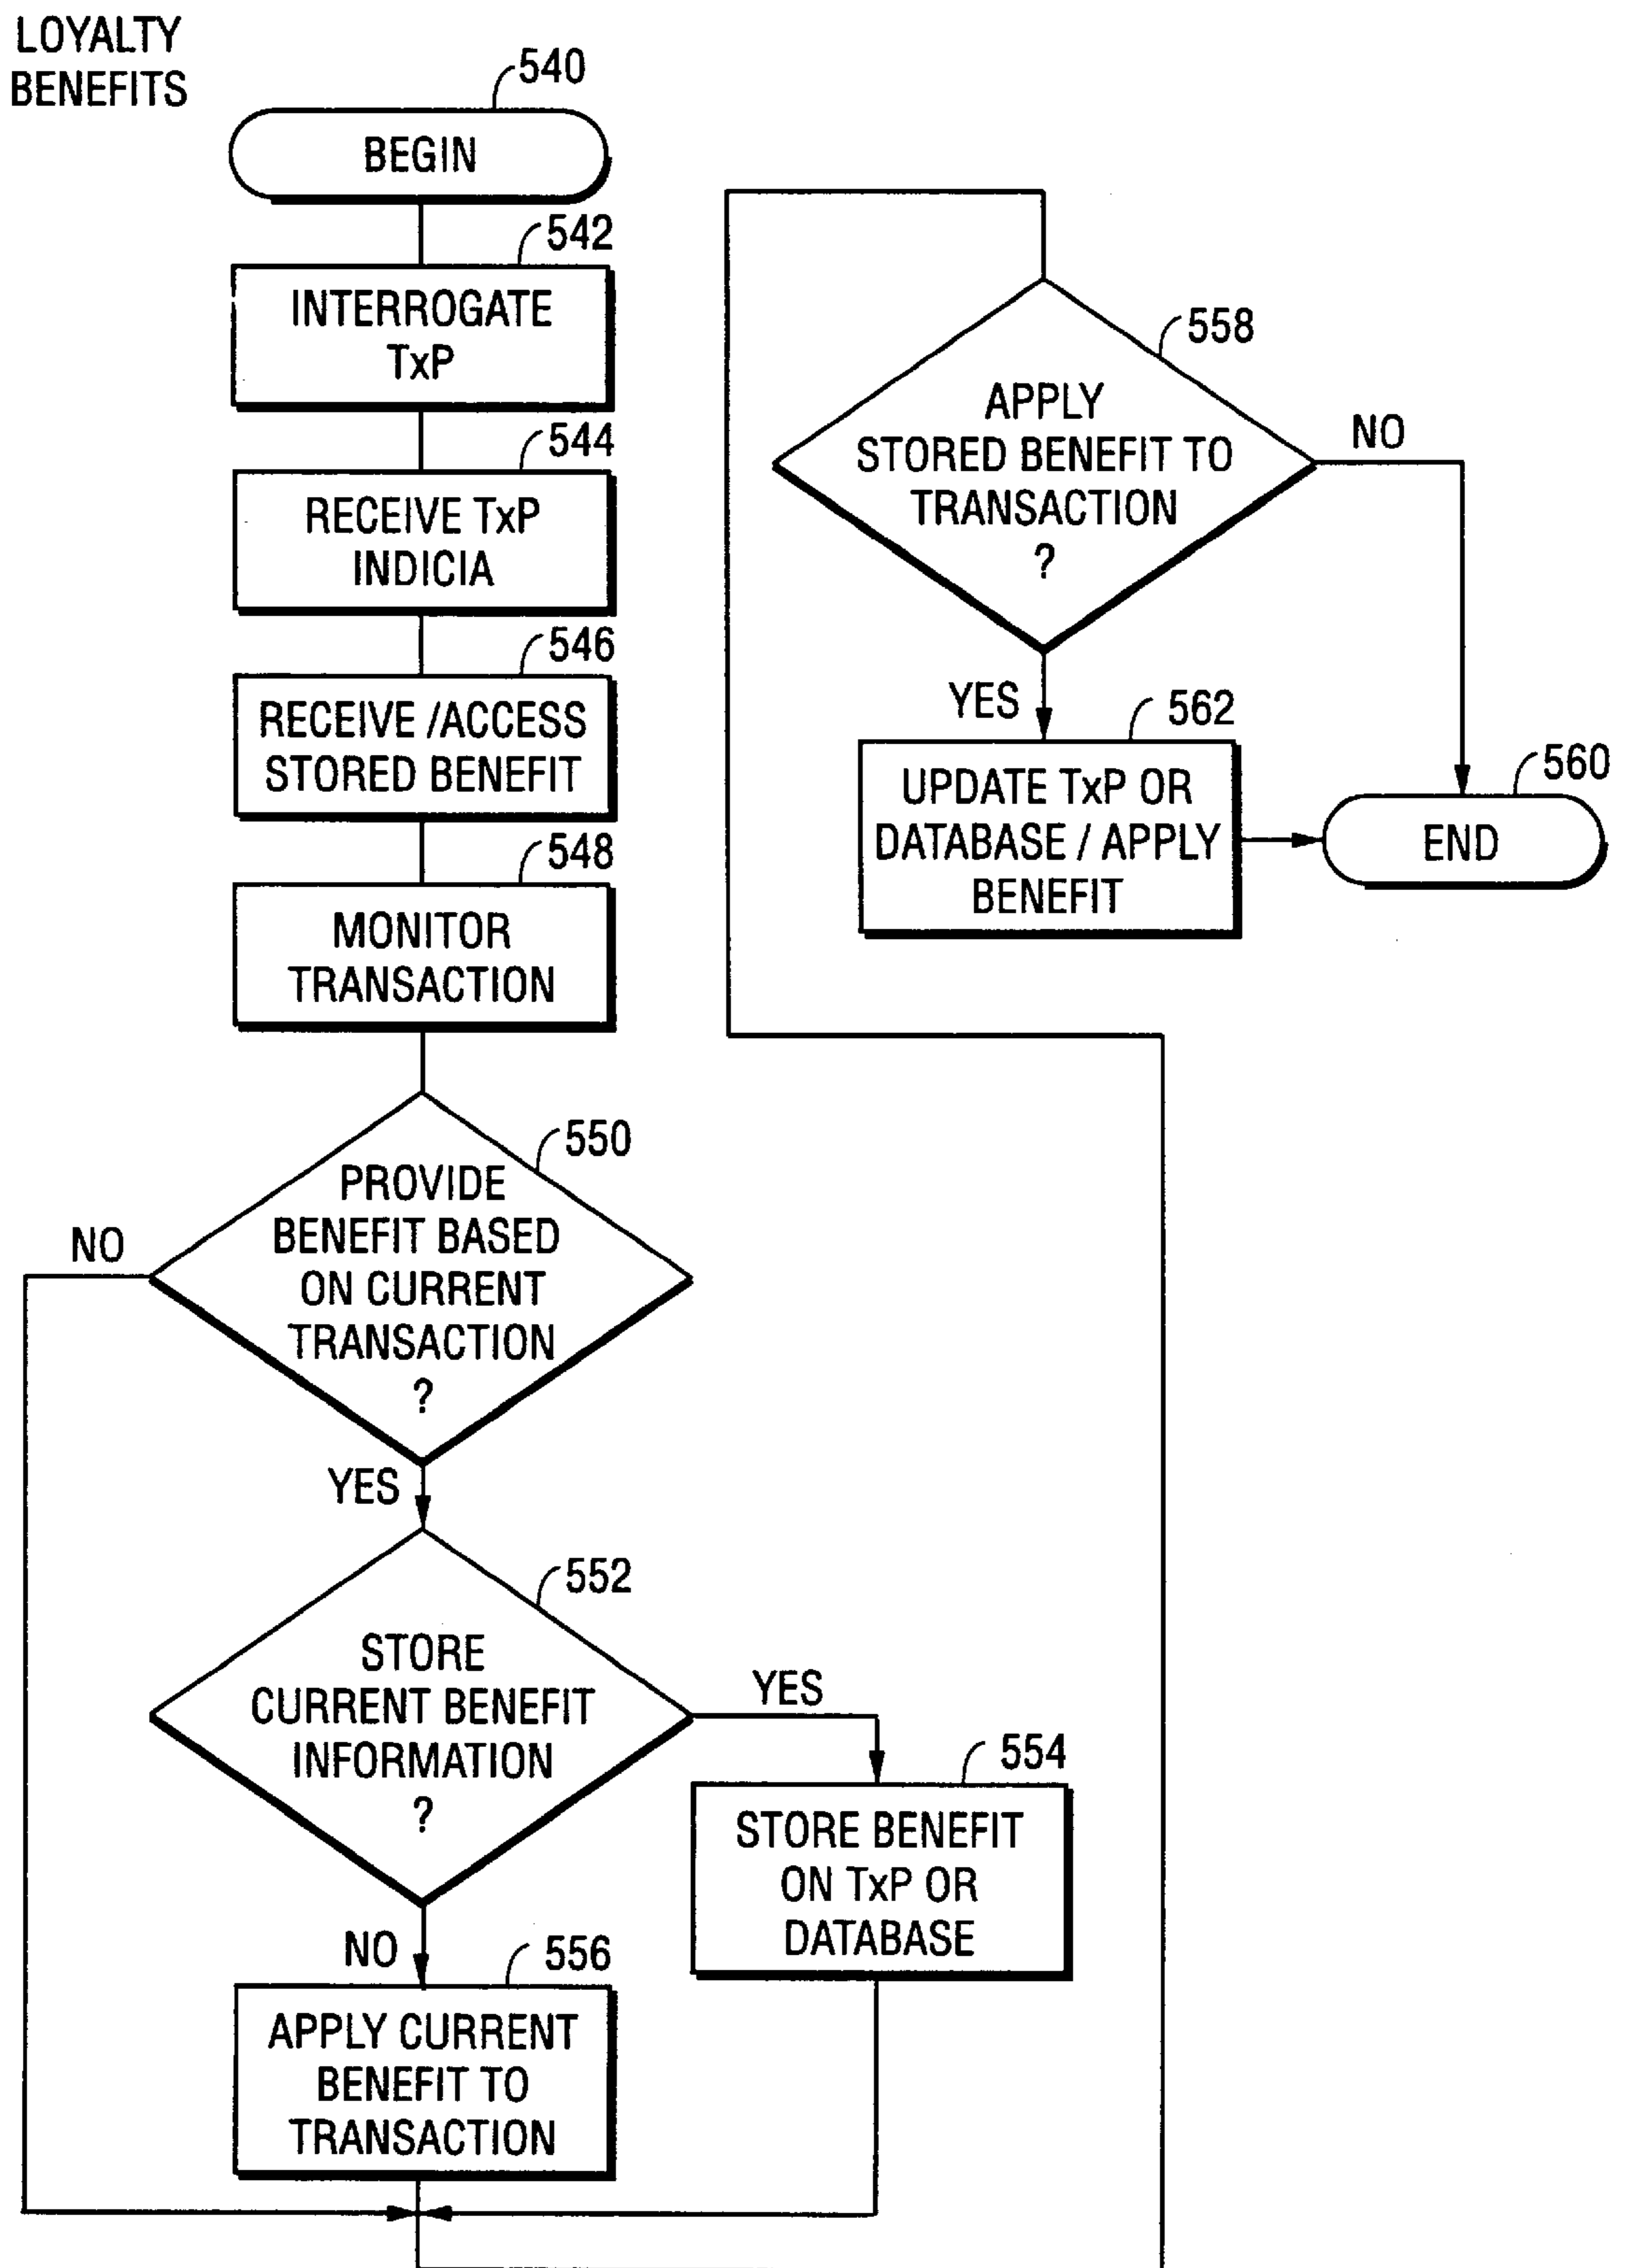 LOYALTY
BENEFITS
540
BEGIN
542
INTERROGATE
TxP
544
RECEIVE TxP
INDICIA
546
RECEIVE /ACCESS
STORED BENEFIT
548
MONITOR
TRANSACTION
550
PROVIDE
BENEFIT BASED
ON CURRENT
TRANSACTION
?
NO
YES
552
STORE
CURRENT BENEFIT
INFORMATION
?
YES
554
STORE BENEFIT
ON TxP OR
DATABASE
NO
556
APPLY CURRENT
BENEFIT TO
TRANSACTION
558
APPLY
STORED BENEFIT TO
TRANSACTION
?
NO
YES
562
UPDATE TxP OR
DATABASE / APPLY
BENEFIT
560
END